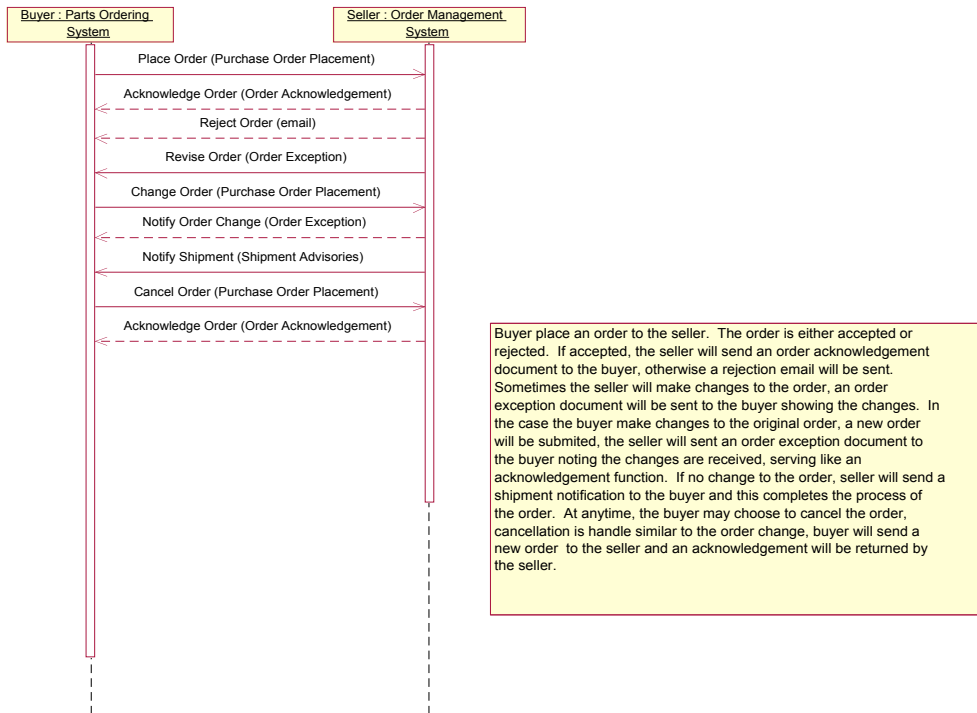 Buyer : Parts Ordering
System
Seller : Order Management
System
Place Order (Purchase Order Placement)
Acknowledge Order (Order Acknowledgement)
Reject Order (email)
Revise Order (Order Exception)
Change Order (Purchase Order Placement)
Notify Order Change (Order Exception)
Notify Shipment (Shipment Advisories)
Cancel Order (Purchase Order Placement)
Acknowledge Order (Order Acknowledgement)
Buyer place an order to the seller.  The order is either accepted or
rejected.  If accepted, the seller will send an order acknowledgement
document to the buyer, otherwise a rejection email will be sent.
Sometimes the seller will make changes to the order, an order
exception document will be sent to the buyer showing the changes.  In
the case the buyer make changes to the original order, a new order
will be submited, the seller will sent an order exception document to
the buyer noting the changes are received, serving like an
acknowledgement function.  If no change to the order, seller will send a
shipment notification to the buyer and this completes the process of
the order.  At anytime, the buyer may choose to cancel the order,
cancellation is handle similar to the order change, buyer will send a
new order  to the seller and an acknowledgement will be returned by
the seller.